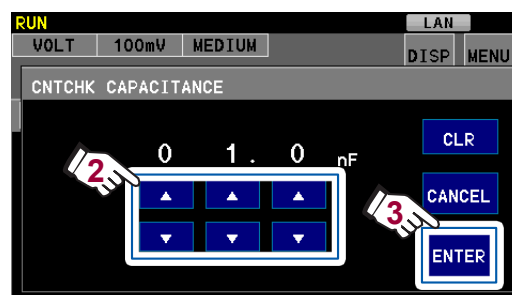 RUN LAN
VOLT 100mV MEDIUM DISP MENU
CNTCHK CAPACITANCE
CLR
0 1. 0 nF
2
▲ ▲ ▲ CANCEL
3
▼ ▼ ▼ ENTER